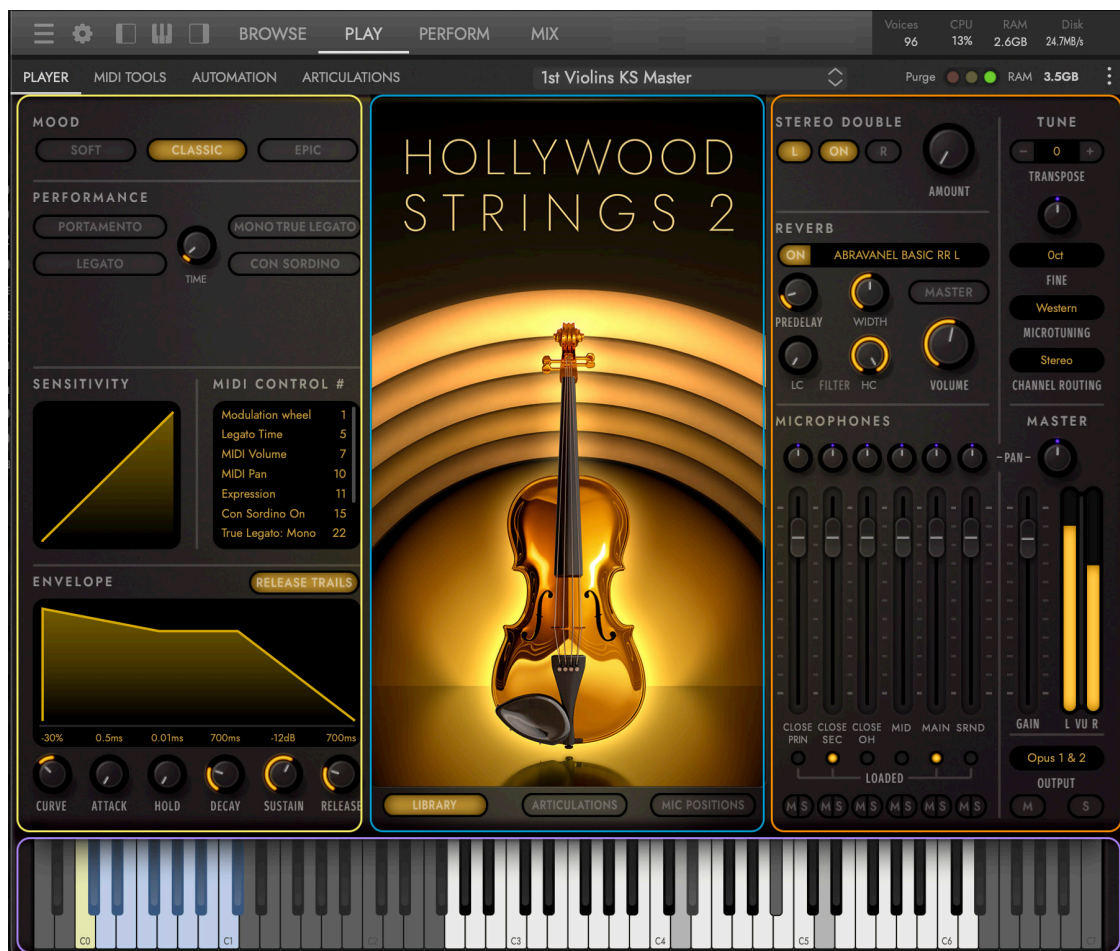 Voices CPU RAM Disk
BROWSE PLAY PERFORM MIX
96 13% 2.6GB 24.7MB/s
PLAYER MIDI TOOLS AUTOMATION ARTICULATIONS 1st Violins KS Master Purge RAM 3.5GB
MOOD
SOFT CLASSIC EPIC
PERFORMANCE
PORTAMENTO MONO TRUE LEGATO
LEGATO CON SORDINO
TIME
SENSITIVITY MIDI CONTROL #
Modulation wheel 1
Legato Time 5
MIDI Volume 7
MIDI Pan 10
Expression 11
Con Sordino On 15
True Legato: Mono 22
ENVELOPE RELEASE TRAILS
-30% 0.5ms 0.01ms 700ms -12dB 700ms
CURVE ATTACK HOLD DECAY SUSTAIN RELEASE
HOLLYWOOD
STRINGS 2
LIBRARY ARTICULATIONS MIC POSITIONS
STEREO DOUBLE
L ON R
AMOUNT
REVERB
ON ABRAVANEL BASIC RR L
MASTER
PREDELAY WIDTH
LC FILTER HC VOLUME
MICROPHONES
CLOSE PRIN CLOSE SEC CLOSE OH MID MAIN SRND
LOADED
M S M S M S M S M S M S
TUNE
- 0 +
TRANSPOSE
0ct
FINE
Western
MICROTUNING
Stereo
CHANNEL ROUTING
MASTER
-PAN-
GAIN L VU R
Opus 1 & 2
OUTPUT
M S
C0 C1 C2 C3 C4 C5 C6 C7